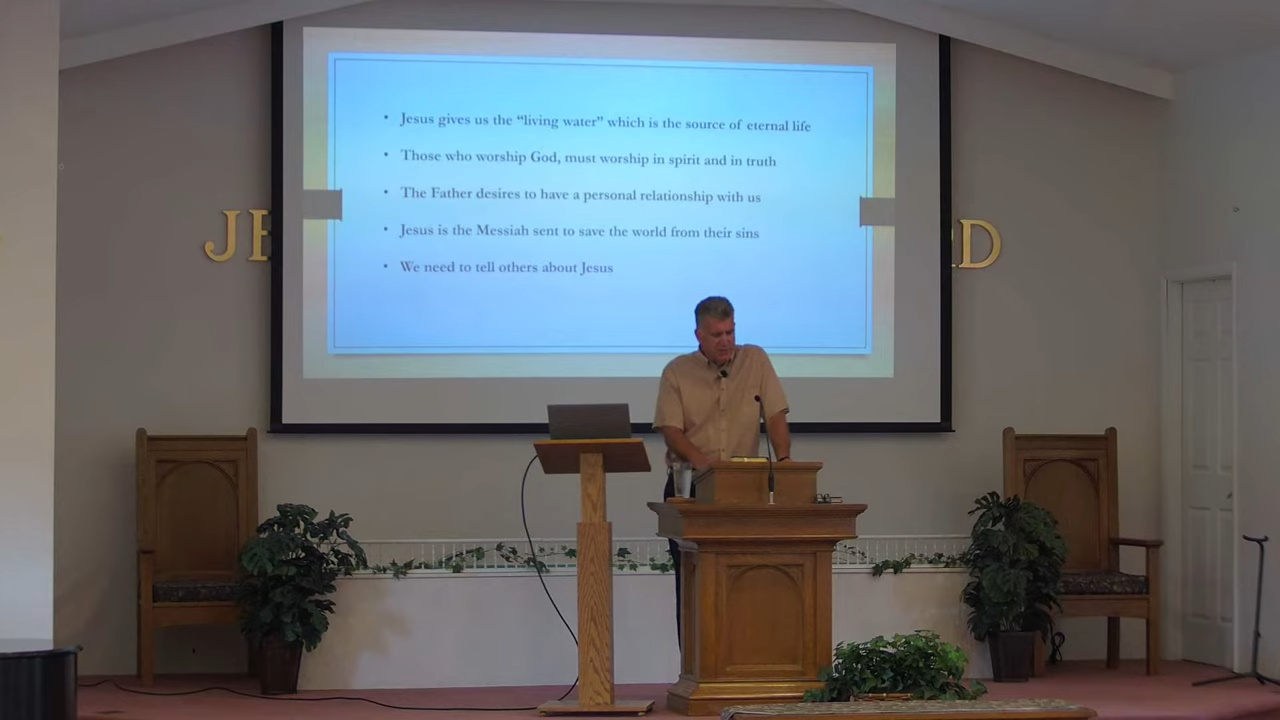 • Jesus gives us the “living water” which is the source of eternal life
• Those who worship God, must worship in spirit and in truth
• The Father desires to have a personal relationship with us
• Jesus is the Messiah sent to save the world from their sins
• We need to tell others about Jesus
JE
RD